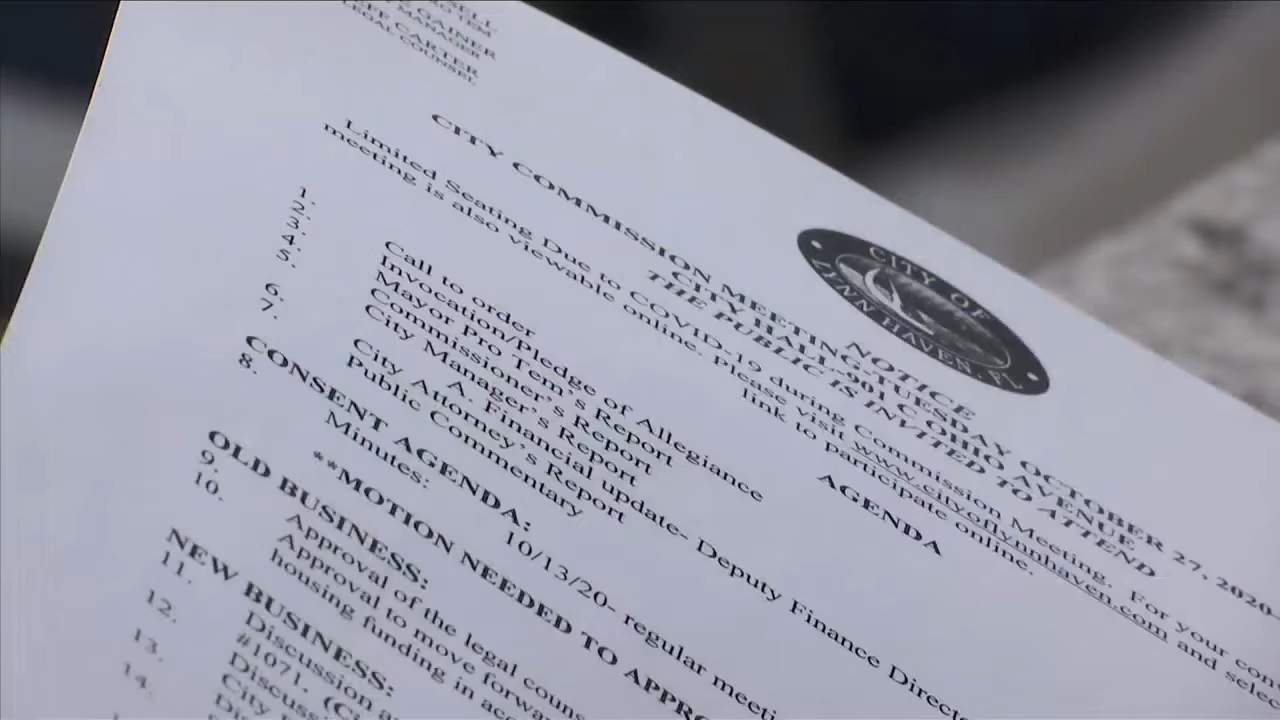 SELL
GAINER
MANAGER
CARTER
COUNSEL
CITY OF
LYNN HAVEN, FL
CITY COMMISSION MEETING NOTICE
CITY HALL-901 OHIO AVENUE
TUESDAY OCTOBER 27, 2020-
THE PUBLIC IS INVITED TO ATTEND
Limited Seating Due to COVID-19 during Commission Meeting. For your
meeting is also viewable online. Please visit www.cityoflynnhaven.com and
link to participate online.
AGENDA
1. Call to order
2. Invocation/Pledge of Allegiance
3. Mayor Pro Tem's Report
4. Commissioner's Report
5. City Manager's Report
A. Financial update- Deputy Finance
6. City Attorney's Report
7. Public Commentary
CONSENT AGENDA:
8. Minutes: 10/13/20- regular
**MOTION NEEDED TO
OLD BUSINESS:
9. Approval of the legal
10. Approval to move
housing funding in
NEW BUSINESS:
11. Discussion
#1071.
12.
13. City
14.